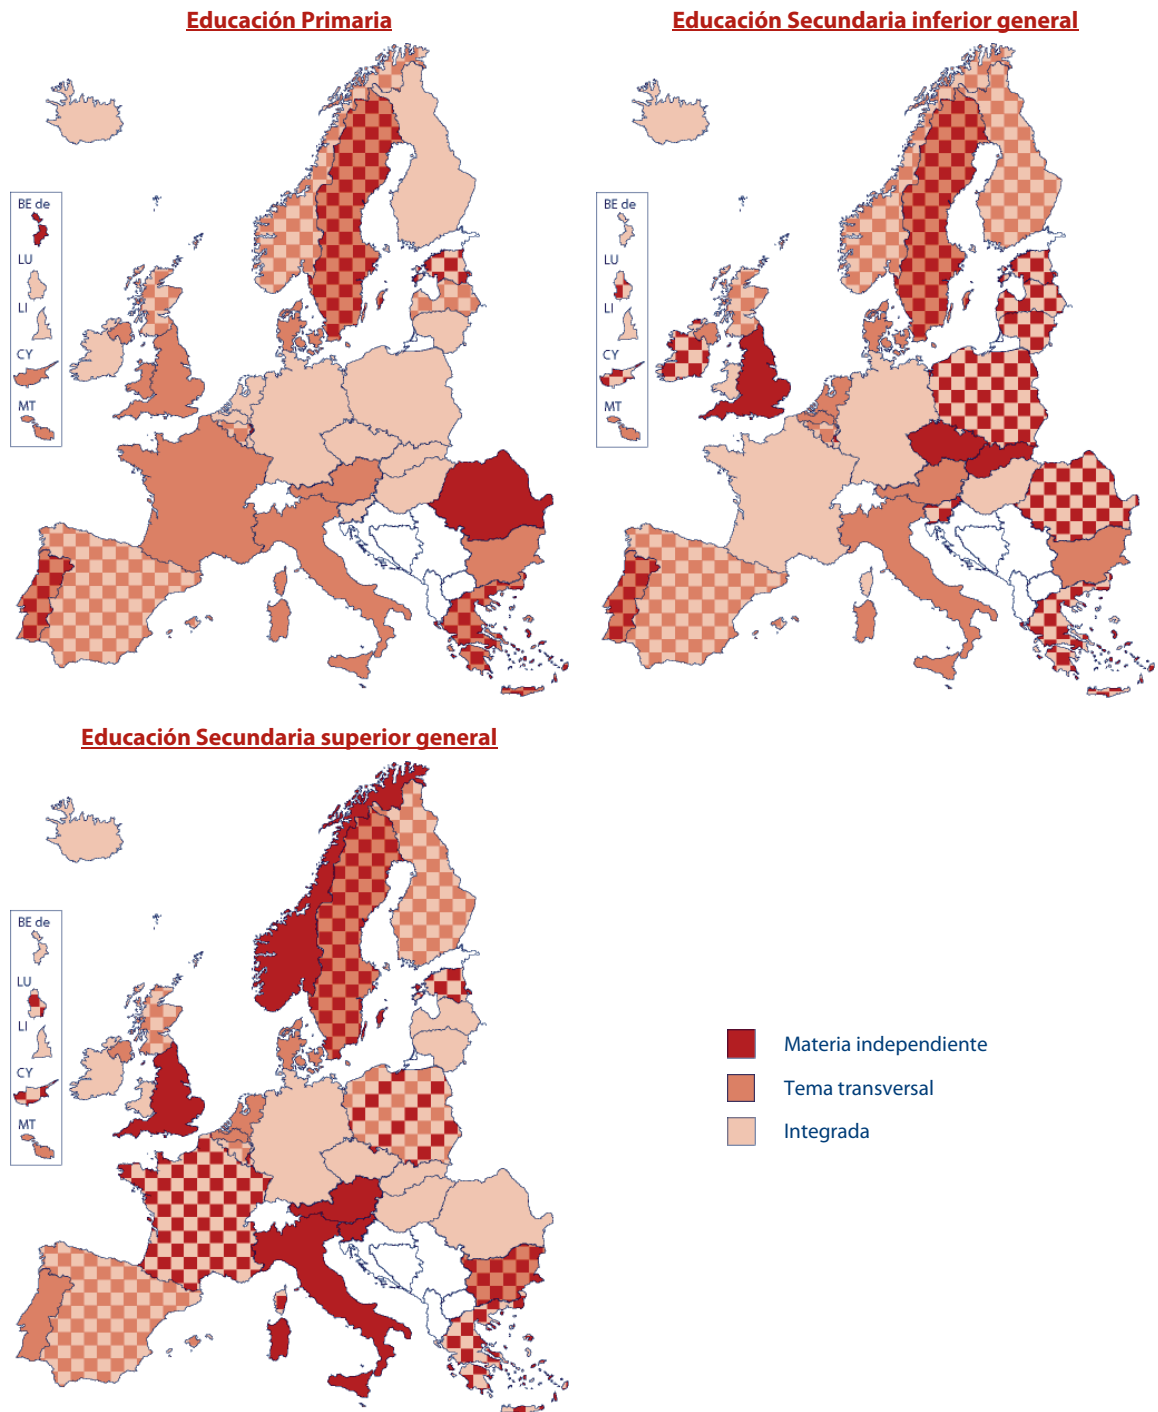 Educación Primaria
BE de
LU
LI
CY
MT
Educación Secundaria inferior general
BE de
LU
LI
CY
MT
Educación Secundaria superior general
BE de
LU
LI
CY
MT
Materia independiente
Tema transversal
Integrada